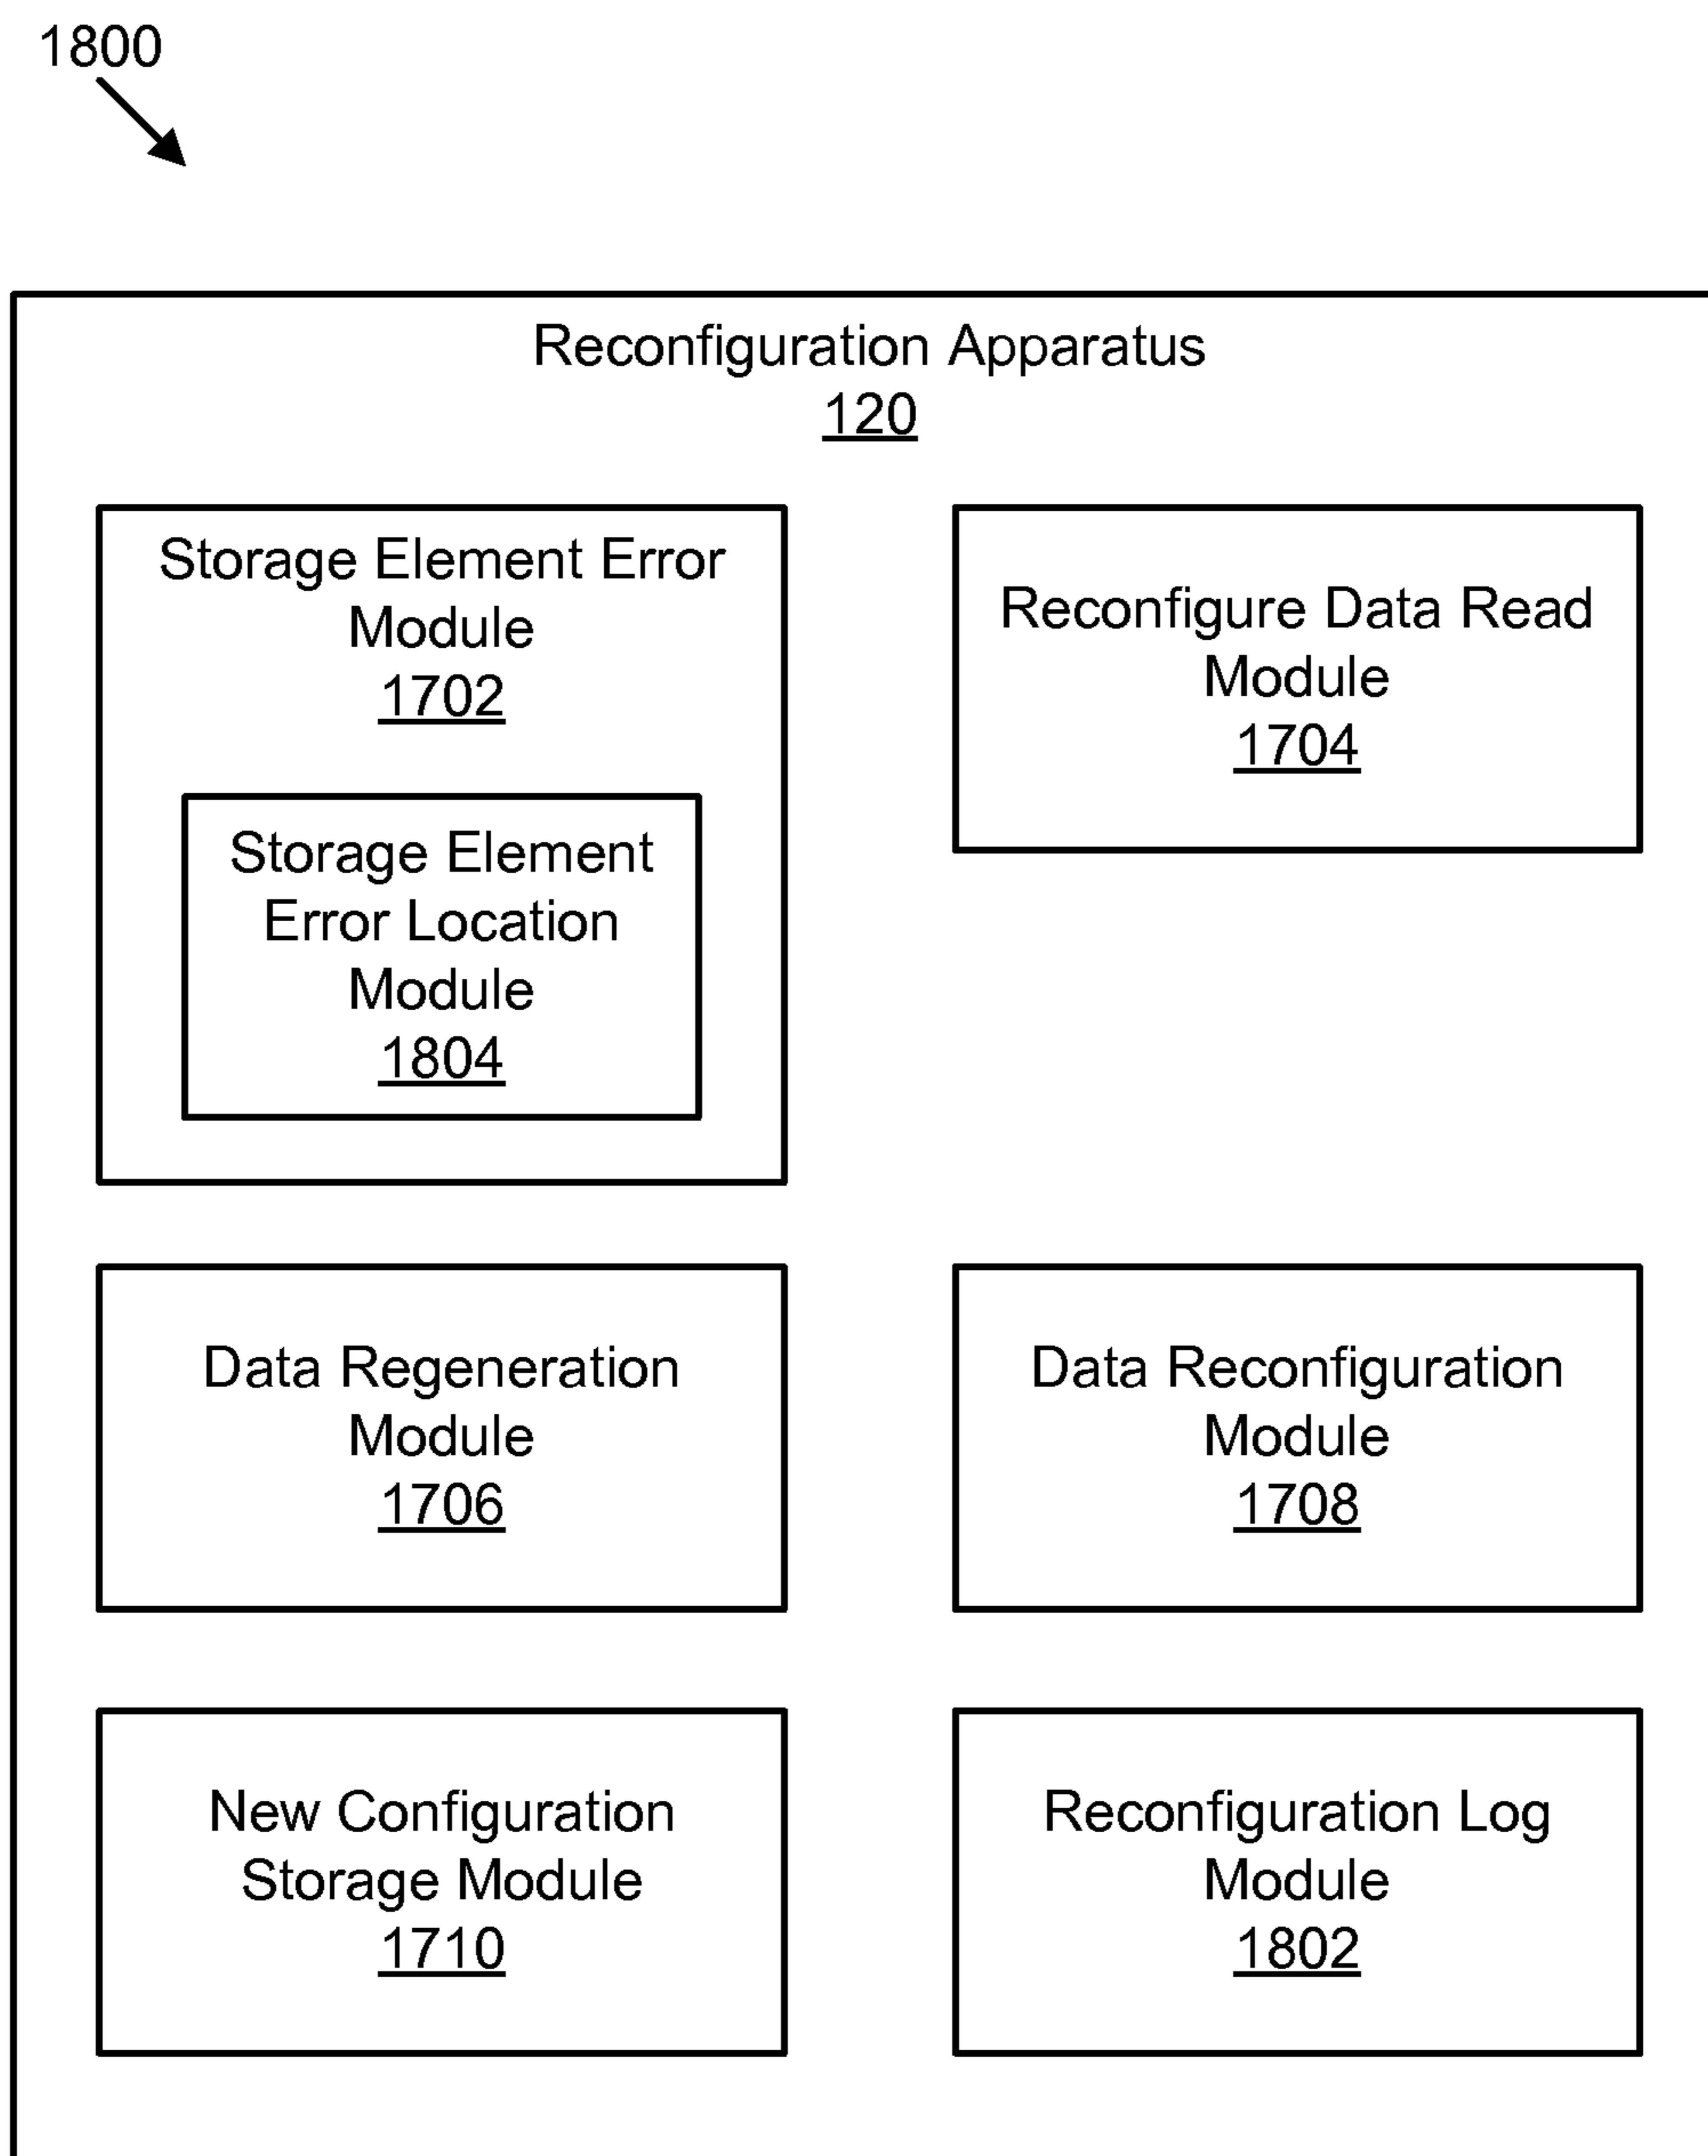 1800
Reconfiguration Apparatus
120
Storage Element Error
Module
1702
Storage Element
Error Location
Module
1804
Reconfigure Data Read
Module
1704
Data Regeneration
Module
1706
Data Reconfiguration
Module
1708
New Configuration
Storage Module
1710
Reconfiguration Log
Module
1802